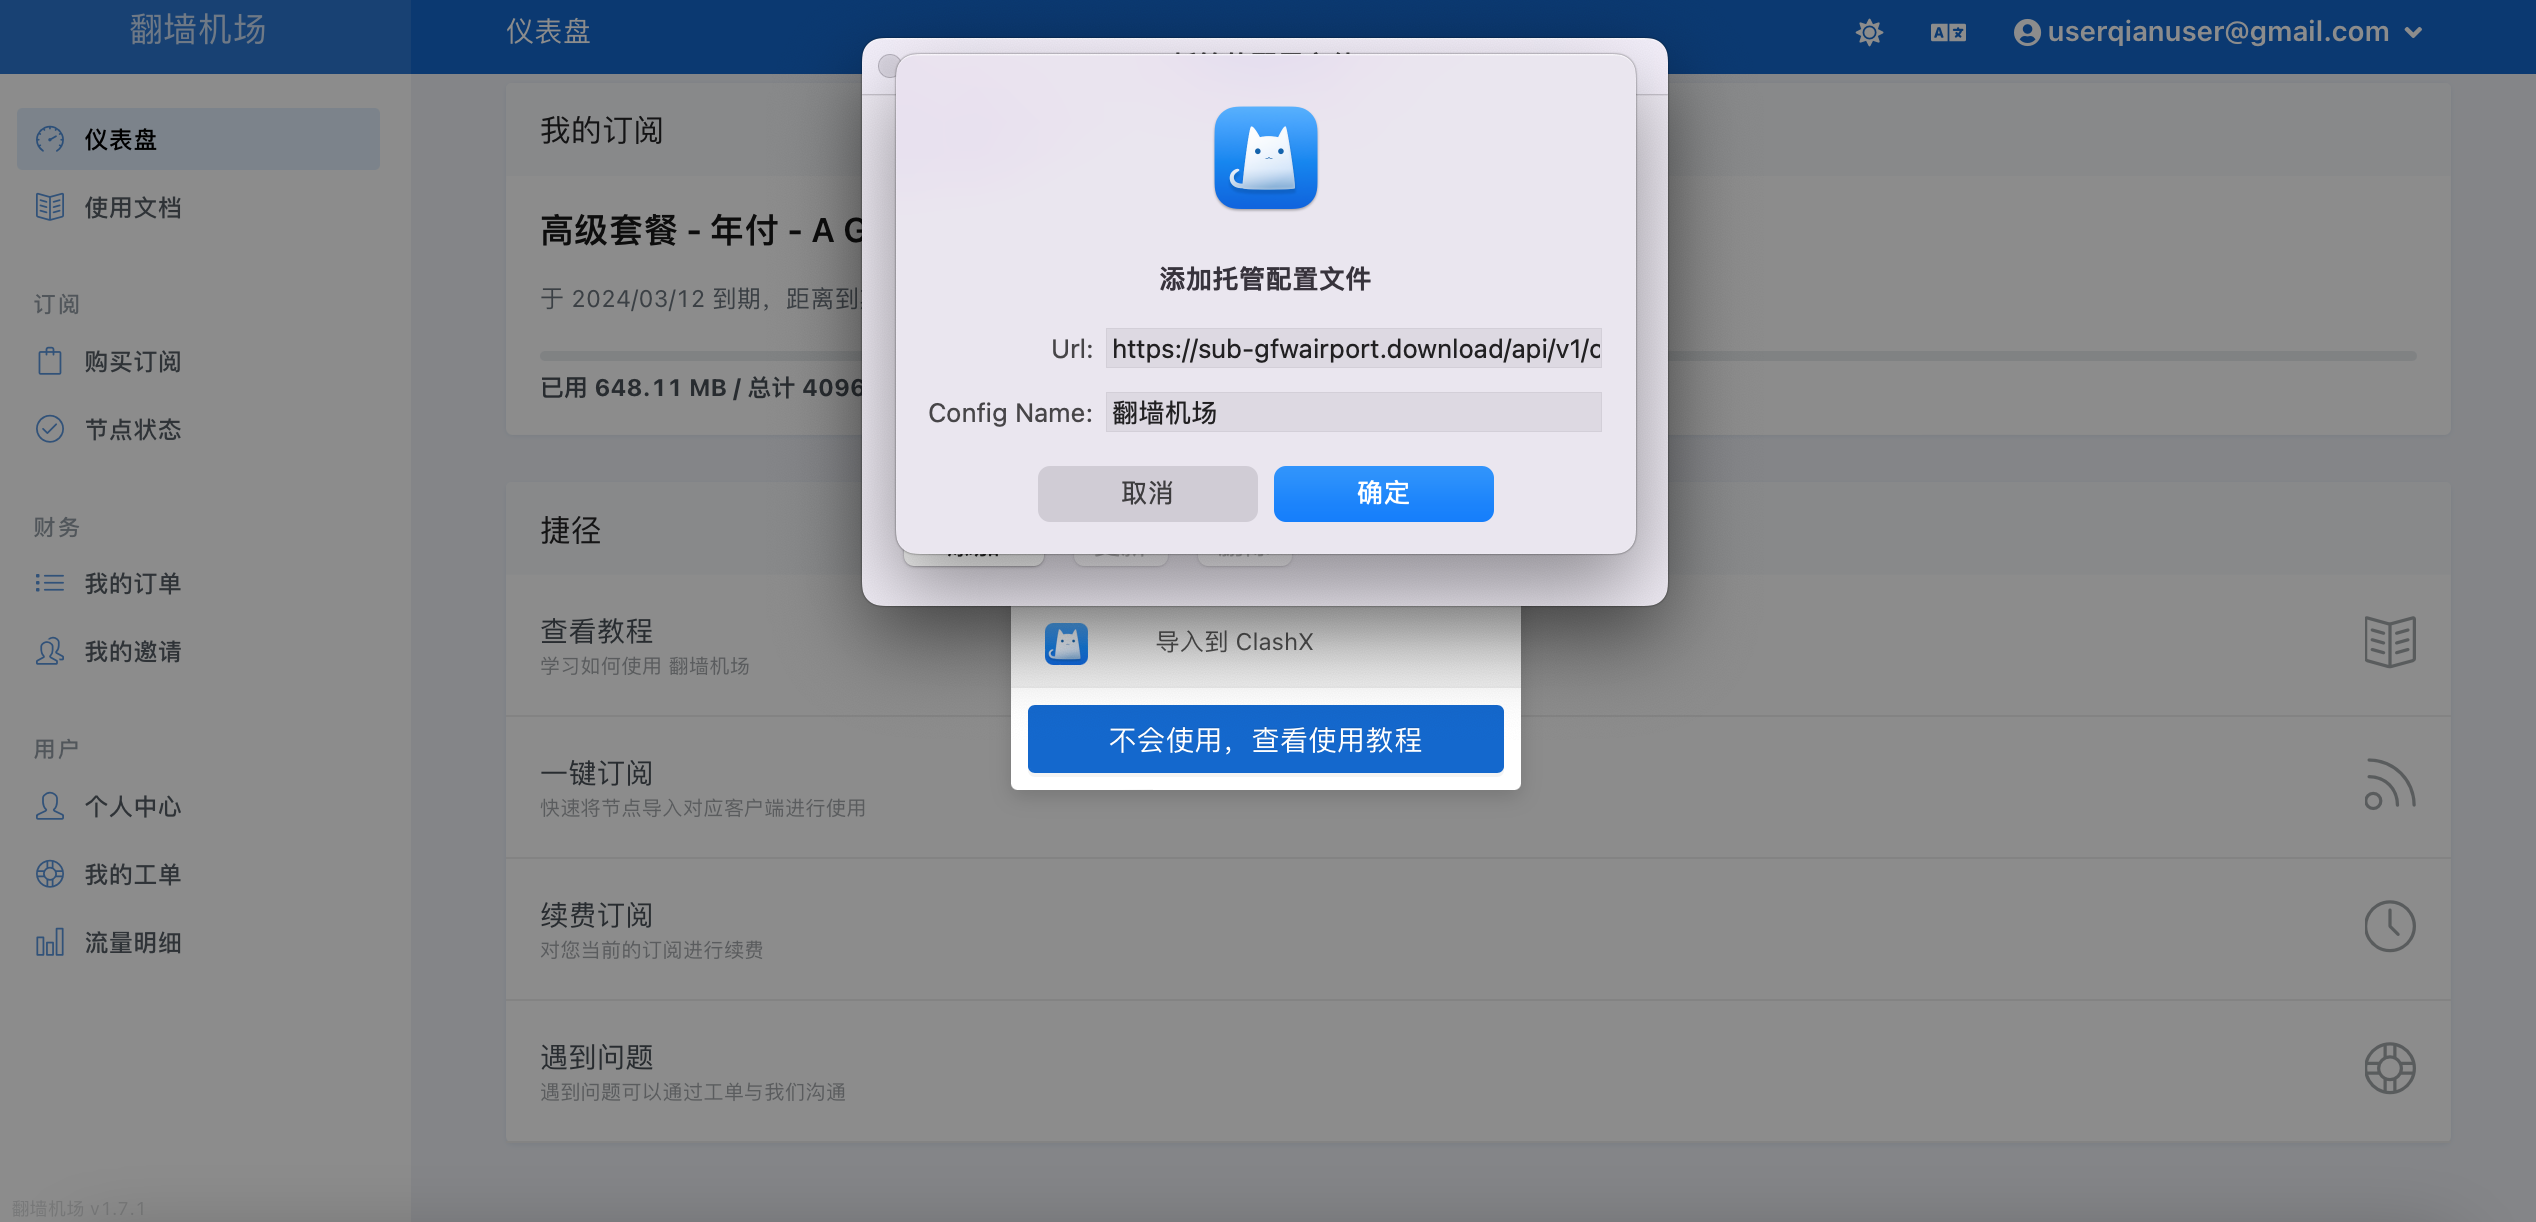 翻墙机场
仪表盘
userqianuser@gmail.com
仪表盘
使用文档
订阅
购买订阅
节点状态
财务
我的订单
我的邀请
用户
个人中心
我的工单
流量明细
翻墙机场 v1.7.1
我的订阅
高级套餐 - 年付 - A G
于 2024/03/12 到期，距离到
已用 648.11 MB / 总计 4096
捷径
查看教程
学习如何使用 翻墙机场
一键订阅
快速将节点导入对应客户端进行使用
续费订阅
对您当前的订阅进行续费
遇到问题
遇到问题可以通过工单与我们沟通
添加托管配置文件
Url: https://sub-gfwairport.download/api/v1/c
Config Name: 翻墙机场
取消
确定
导入到 ClashX
不会使用，查看使用教程